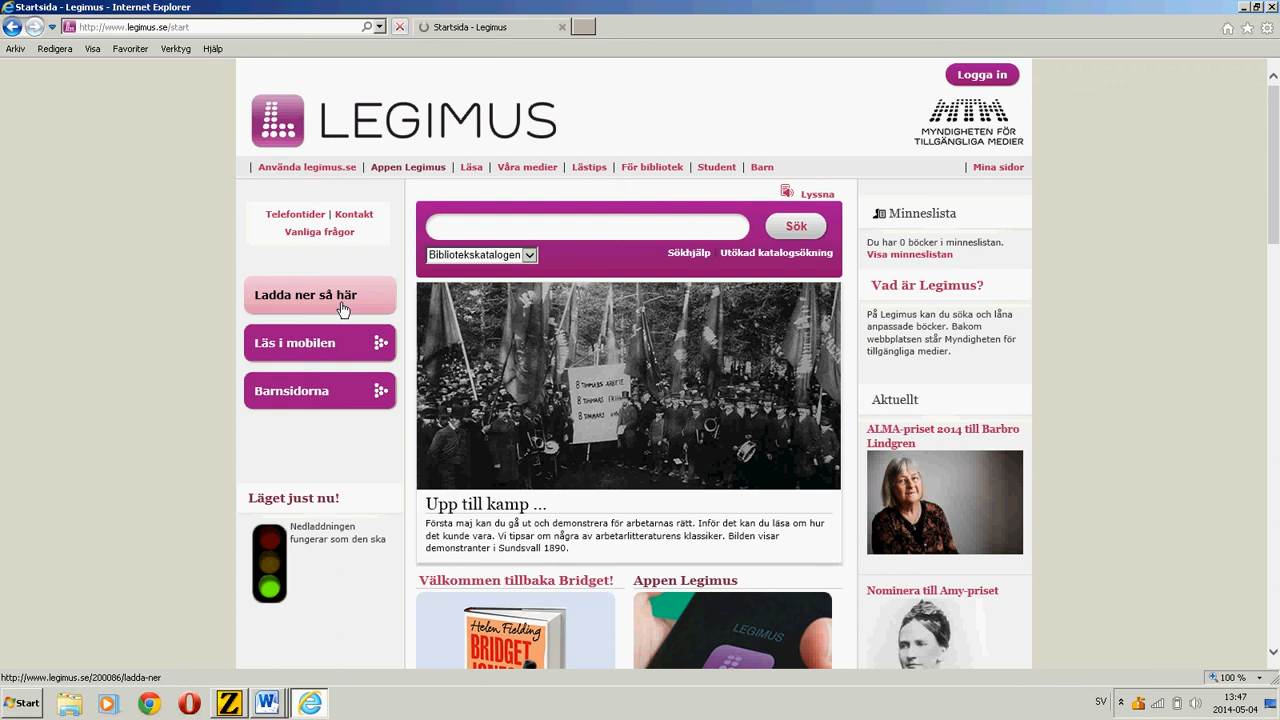 Startsida - Legimus - Internet Explorer
http://www.legimus.se/start
Startsida - Legimus
Arkiv Redigera Visa Favoriter Verktyg Hjälp
Logga in
LEGIMUS
MYNDIGHETEN FÖR
TILLGÄNGLIGA MEDIER
| Använda legimus.se | Appen Legimus | Läsa | Våra medier | Lästips | För bibliotek | Student | Barn | Mina sidor
Telefontider | Kontakt
Vanliga frågor
Ladda ner så här
Läs i mobilen
Barnsidorna
Läget just nu!
Nedladdningen
fungerar som den ska
Lyssna
Sök
Bibliotekskatalogen
Sökhjälp Utökad katalogsökning
8 TIMMARS ARBETE
8 TIMMARS
8 TIMMARS
Upp till kamp ...
Första maj kan du gå ut och demonstrera för arbetarnas rätt. Inför det kan du läsa om hur
det kunde vara. Vi tipsar om några av arbetarlitteraturens klassiker. Bilden visar
demonstranter i Sundsvall 1890.
Välkommen tillbaka Bridget!
Helen Fielding
BRIDGET
Appen Legimus
LEGIMUS
Minneslista
Du har 0 böcker i minneslistan.
Visa minneslistan
Vad är Legimus?
På Legimus kan du söka och låna
anpassade böcker. Bakom
webbplatsen står Myndigheten för
tillgängliga medier.
Aktuellt
ALMA-priset 2014 till Barbro
Lindgren
Nominera till Amy-priset
http://www.legimus.se/200086/ladda-ner
100 %
Start
SV
13:47
2014-05-04